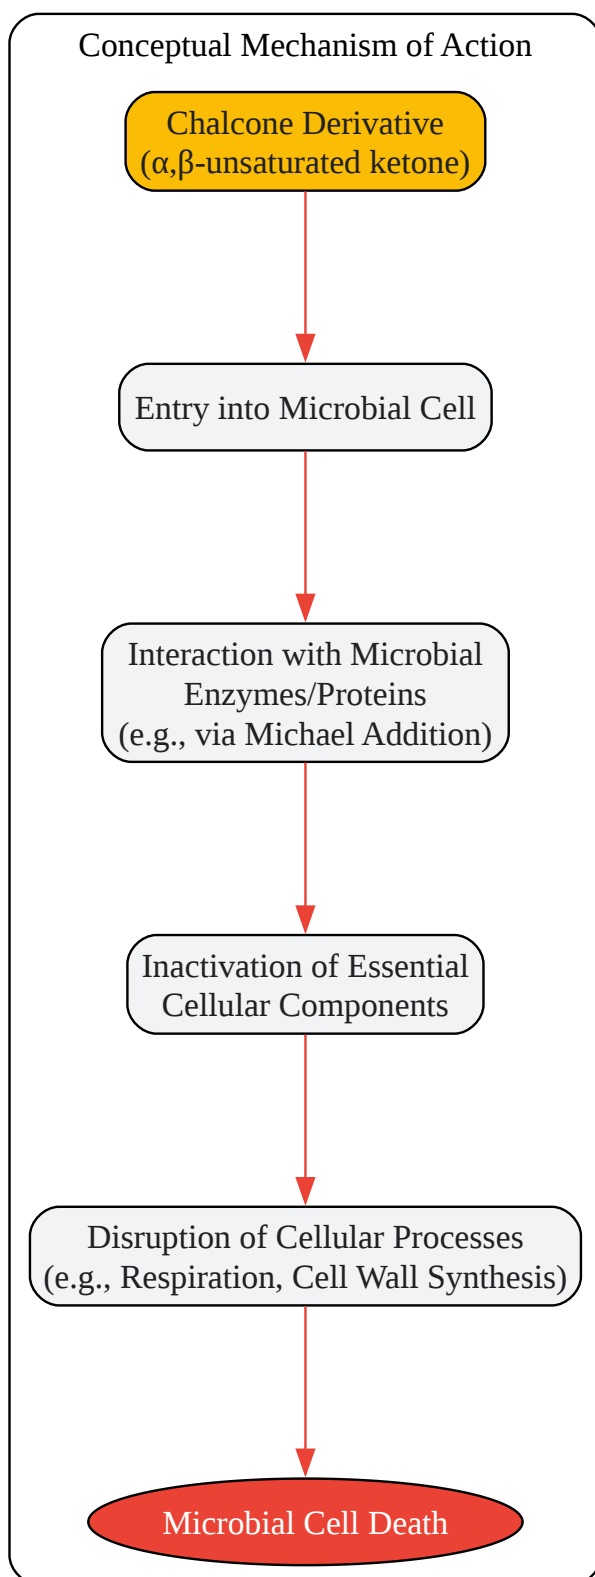 Conceptual Mechanism of Action
Chalcone Derivative
(α,β-unsaturated ketone)
Entry into Microbial Cell
Interaction with Microbial
Enzymes/Proteins
(e.g., via Michael Addition)
Inactivation of Essential
Cellular Components
Disruption of Cellular Processes
(e.g., Respiration, Cell Wall Synthesis)
Microbial Cell Death